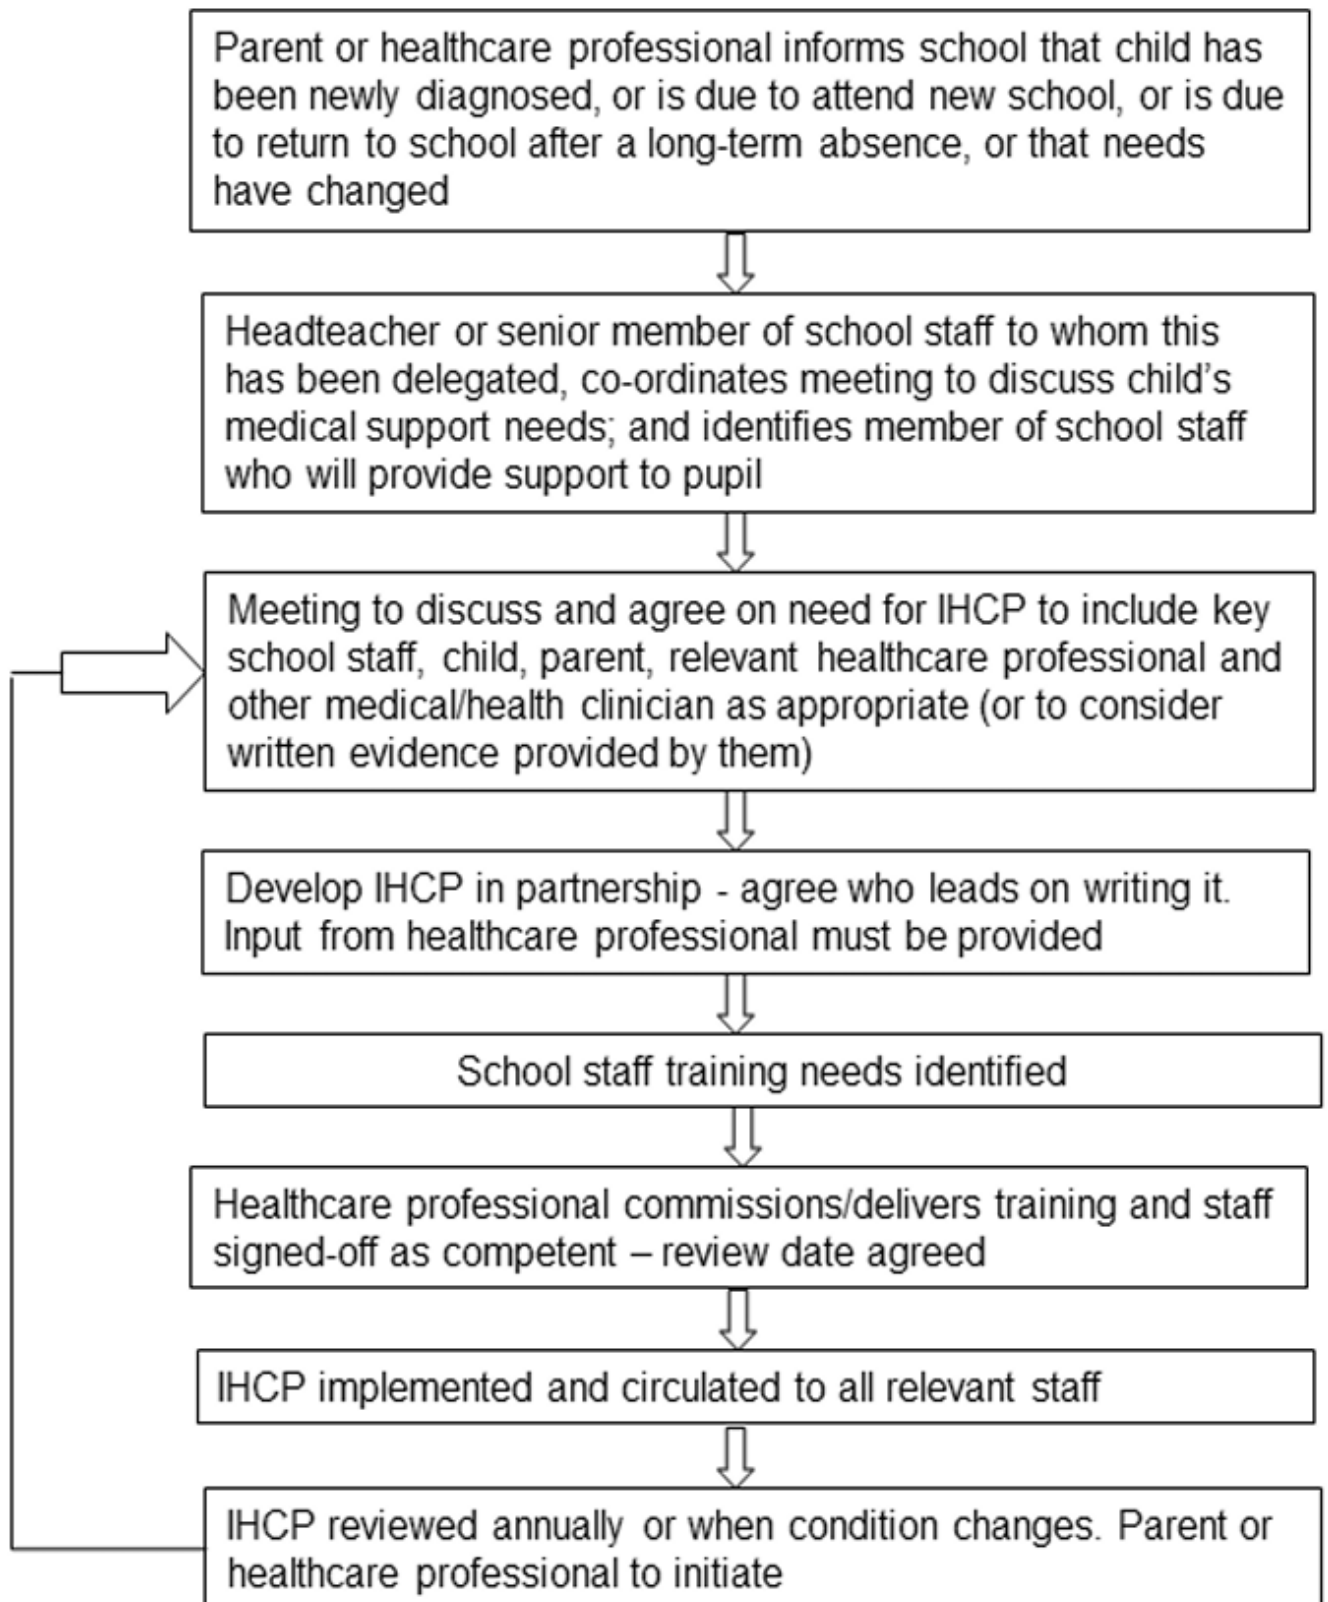 Parent or healthcare professional informs school that child has
been newly diagnosed, or is due to attend new school, or is due
to return to school after a long-term absence, or that needs
have changed
Headteacher or senior member of school staff to whom this
has been delegated, co-ordinates meeting to discuss child’s
medical support needs; and identifies member of school staff
who will provide support to pupil
Meeting to discuss and agree on need for IHCP to include key
school staff, child, parent, relevant healthcare professional and
other medical/health clinician as appropriate (or to consider
written evidence provided by them)
Develop IHCP in partnership - agree who leads on writing it.
Input from healthcare professional must be provided
School staff training needs identified
Healthcare professional commissions/delivers training and staff
signed-off as competent – review date agreed
IHCP implemented and circulated to all relevant staff
IHCP reviewed annually or when condition changes. Parent or
healthcare professional to initiate